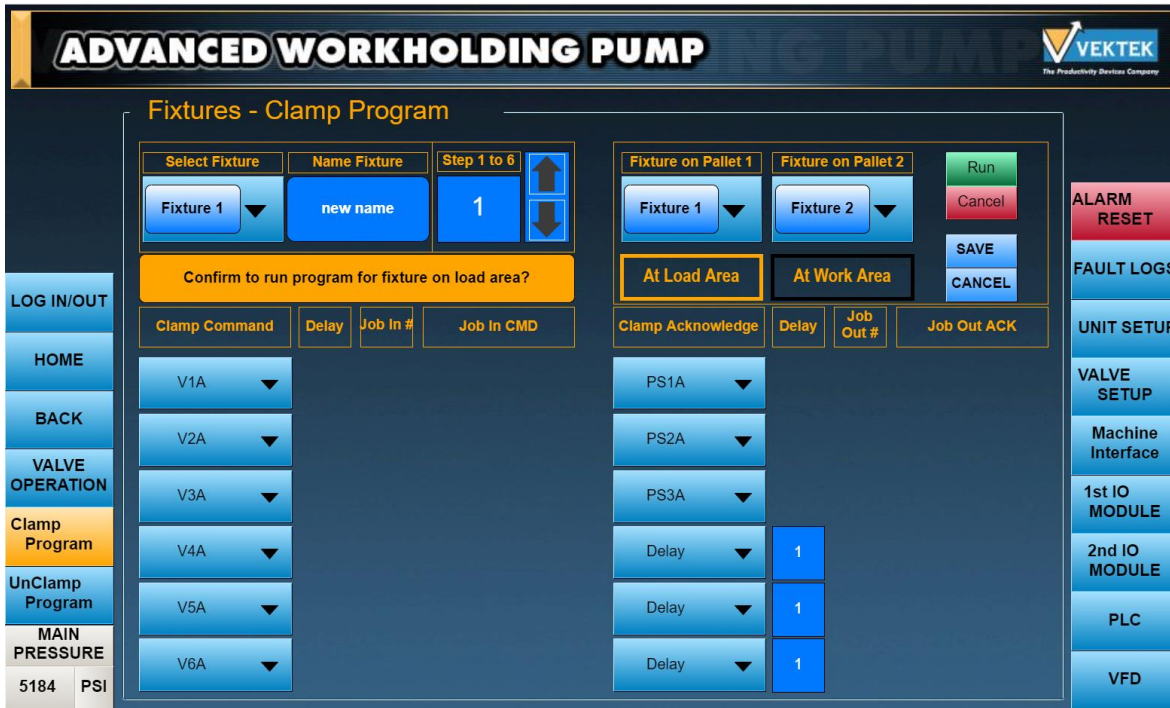 ADVANCED WORKHOLDING PUMP
VEKTEK
The Productivity Devices Company
Fixtures - Clamp Program
Select Fixture
Name Fixture
Step 1 to 6
Fixture 1
new name
1
Confirm to run program for fixture on load area?
Fixture on Pallet 1
Fixture on Pallet 2
Fixture 1
Fixture 2
Run
Cancel
At Load Area
At Work Area
SAVE
CANCEL
Clamp Command
Delay
Job In #
Job In CMD
Clamp Acknowledge
Delay
Job
Out #
Job Out ACK
V1A
PS1A
V2A
PS2A
V3A
PS3A
V4A
Delay
1
V5A
Delay
1
V6A
Delay
1
LOG IN/OUT
HOME
BACK
VALVE
OPERATION
Clamp
Program
UnClamp
Program
MAIN
PRESSURE
5184 PSI
ALARM
RESET
FAULT LOGS
UNIT SETUP
VALVE
SETUP
Machine
Interface
1st IO
MODULE
2nd IO
MODULE
PLC
VFD